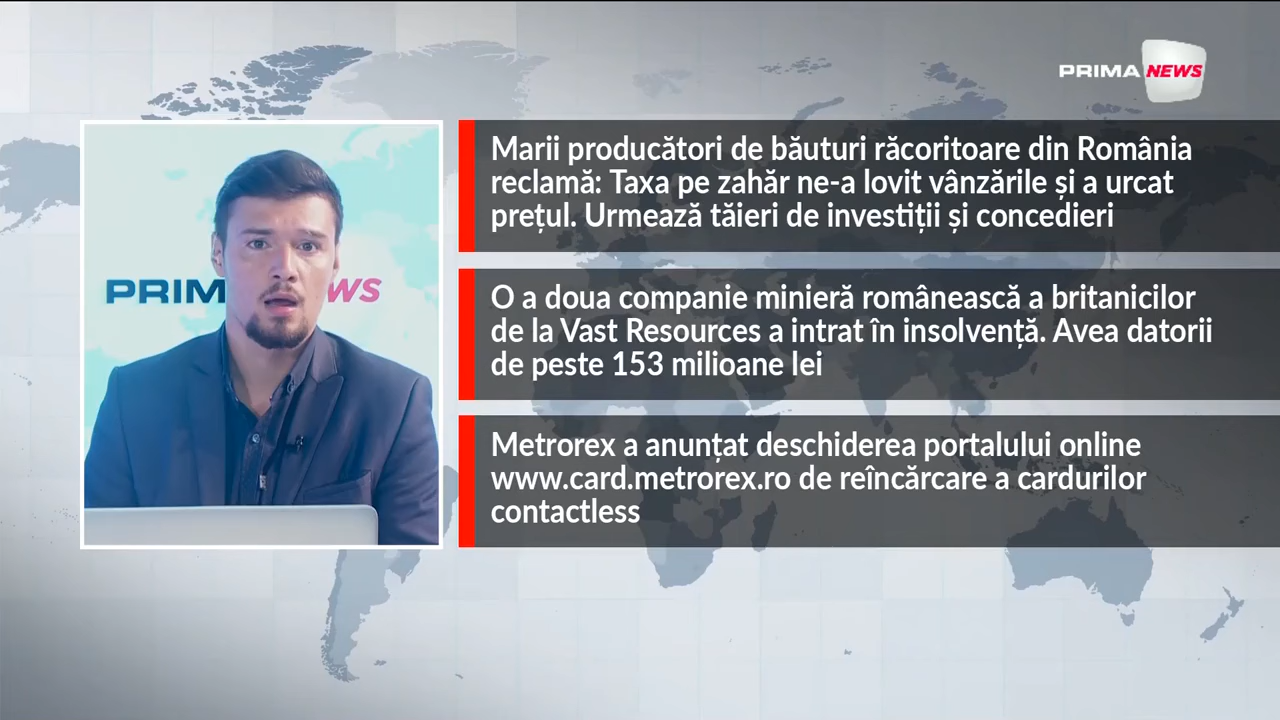 PRIMA NEWS
Marii producători de băuturi răcoritoare din România
reclamă: Taxa pe zahăr ne-a lovit vânzările și a urcat
prețul. Urmează tăieri de investiții și concedieri
O a doua companie minieră românească a britanicilor
de la Vast Resources a intrat în insolvență. Avea datorii
de peste 153 milioane lei
Metrorex a anunțat deschiderea portalului online
www.card.metrorex.ro de reîncărcare a cardurilor
contactless